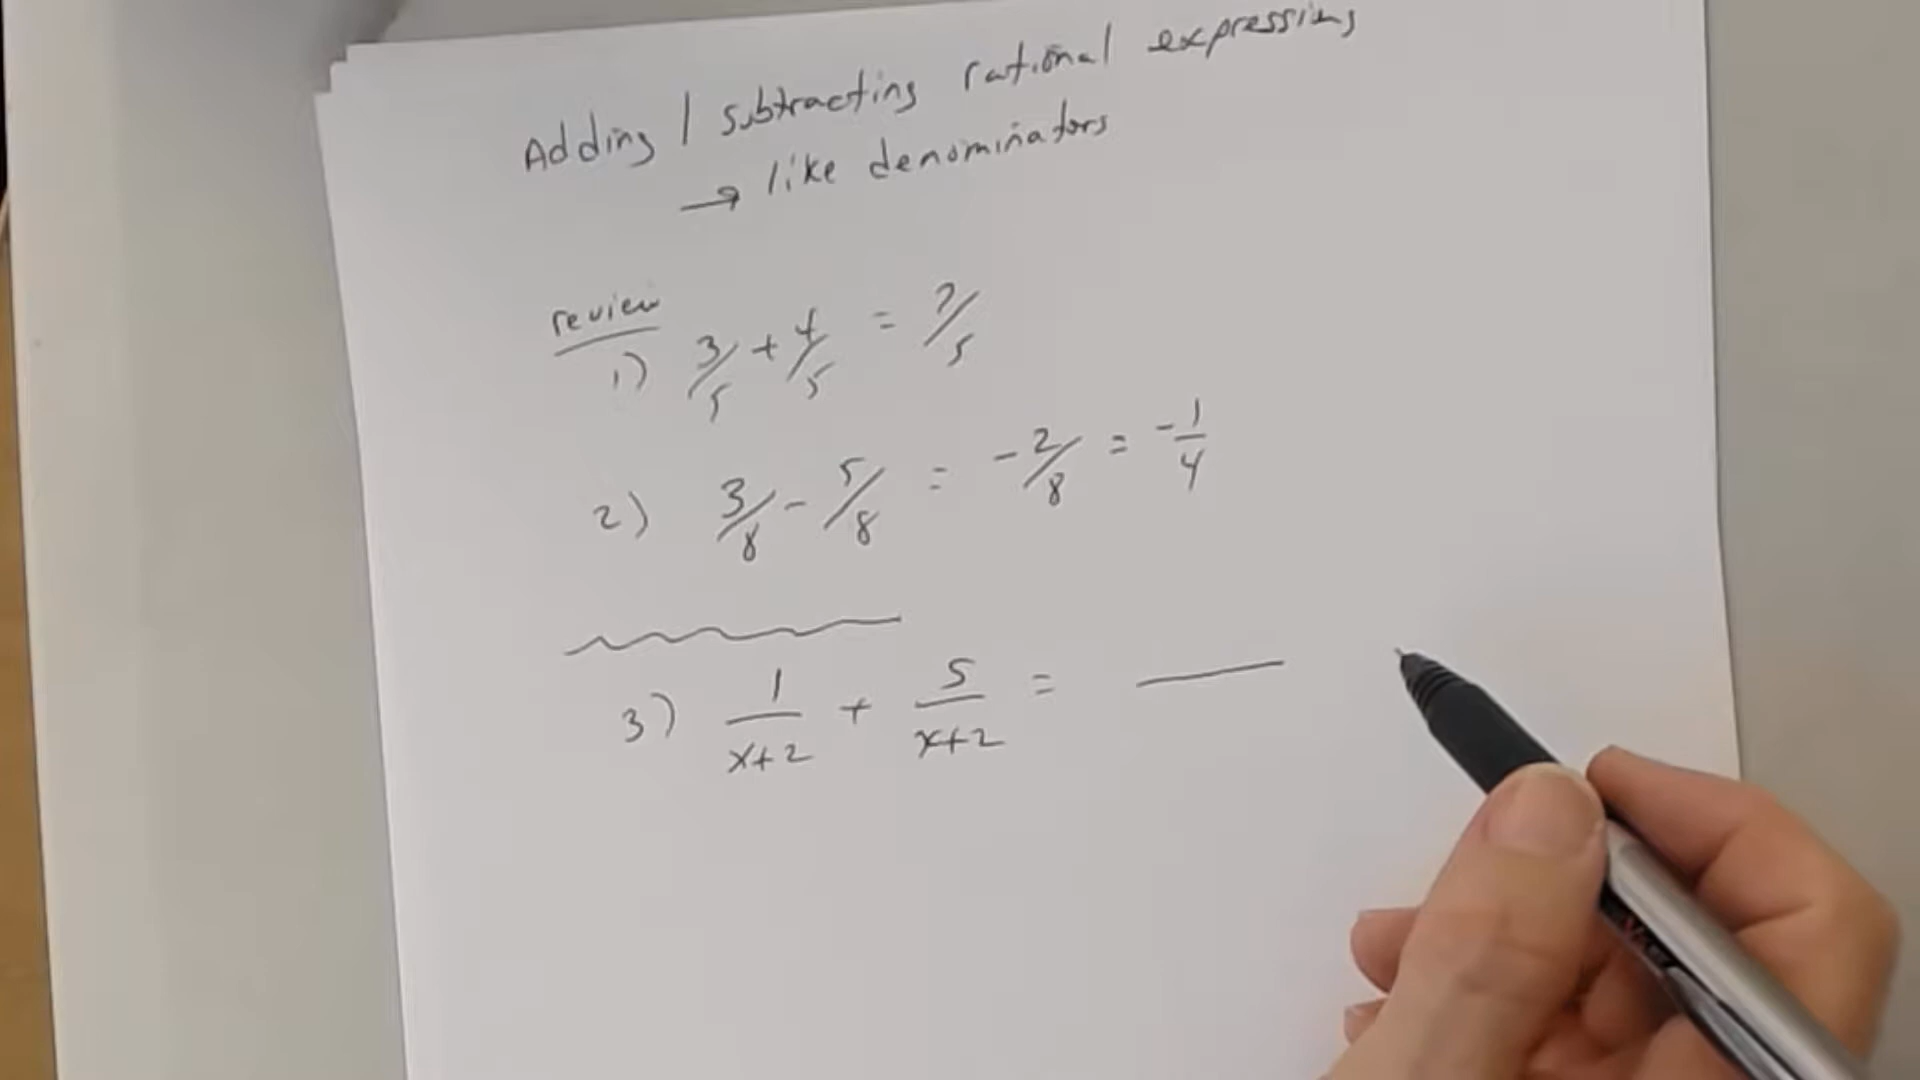 Adding / subtracting rational expressions
→ like denominators
review
1) 3/5 + 4/5 = 7/5
2) 3/8 - 5/8 = -2/8 = -1/4
3) 1/x+2 + 5/x+2 =